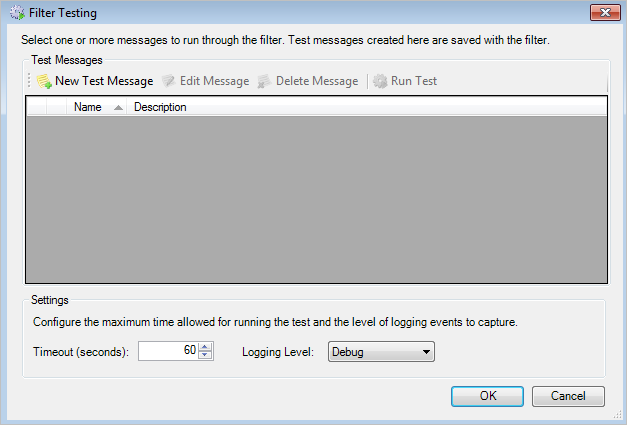 Filter Testing
Select one or more messages to run through the filter. Test messages created here are saved with the filter.
Test Messages
New Test Message Edit Message Delete Message Run Test
Name Description
Settings
Configure the maximum time allowed for running the test and the level of logging events to capture.
Timeout (seconds): 60 Logging Level: Debug
OK Cancel